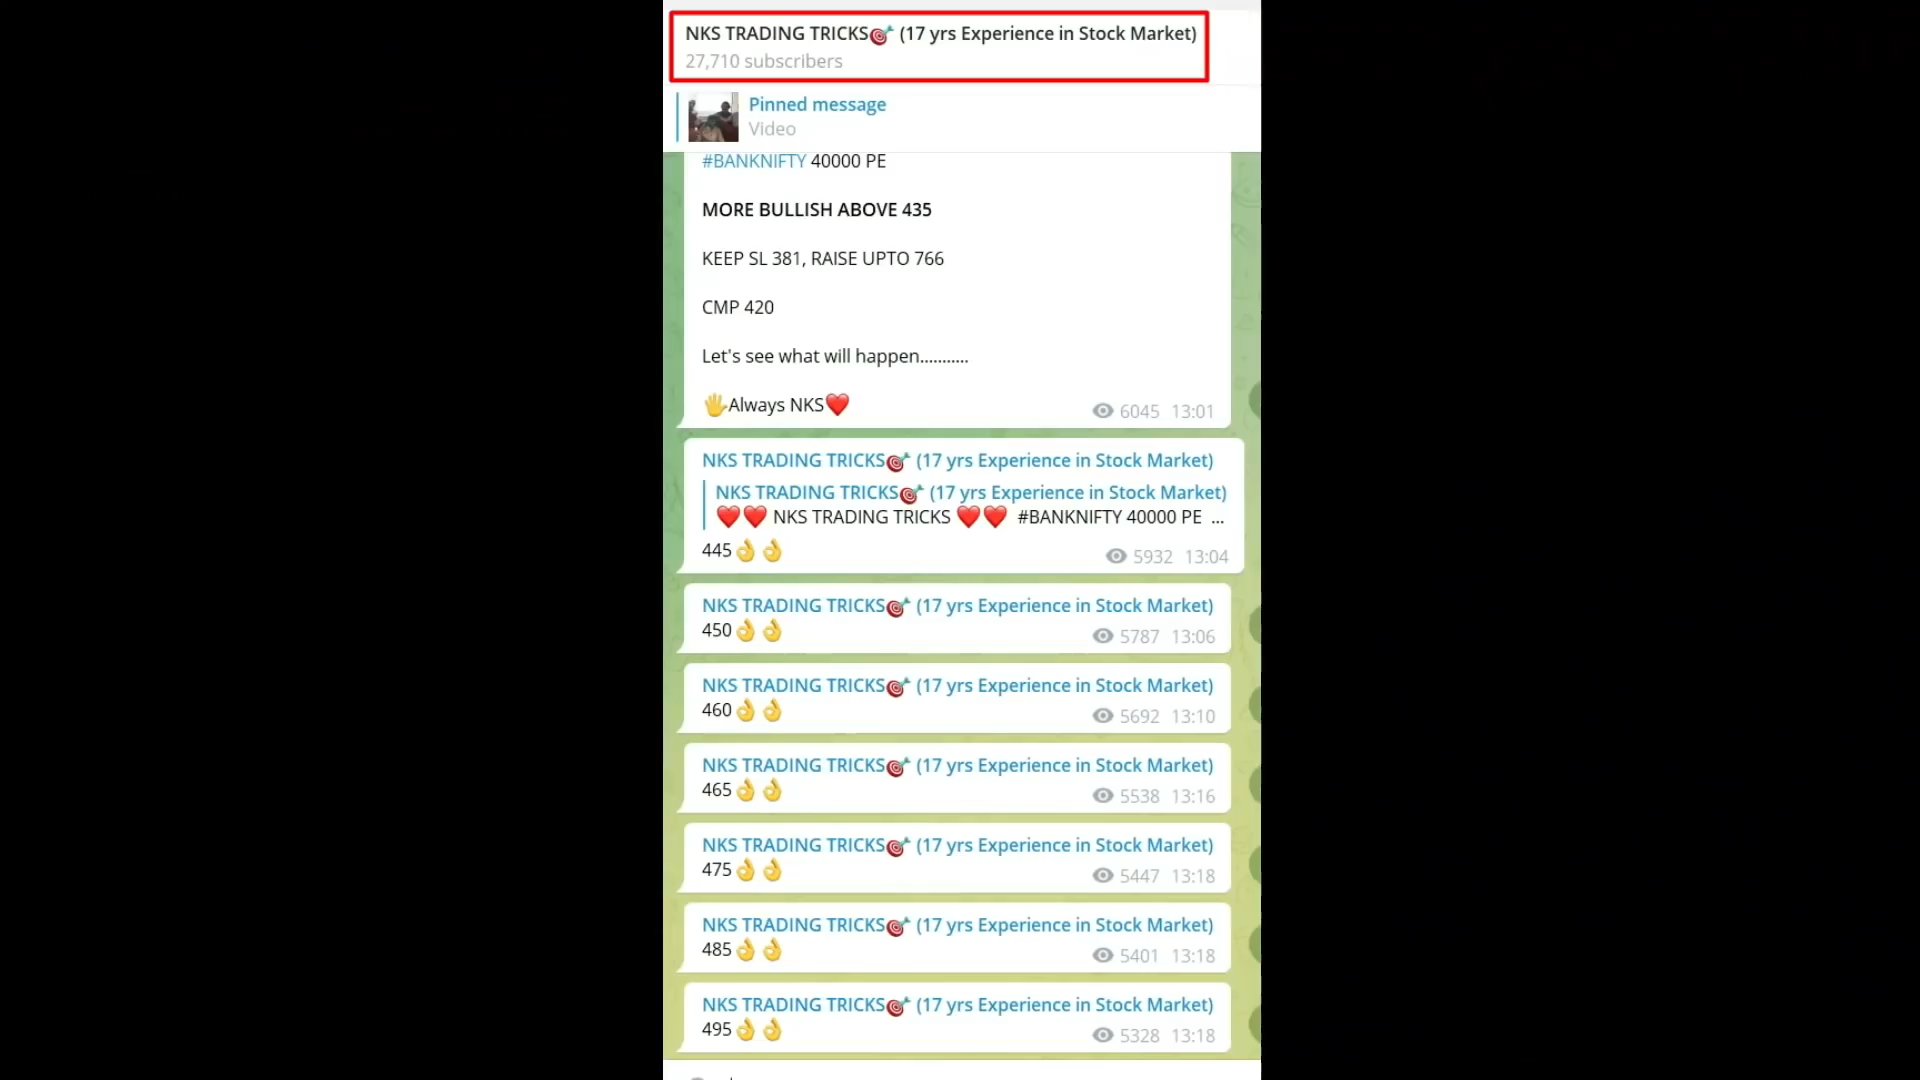 NKS TRADING TRICKS🎯 (17 yrs Experience in Stock Market)
27,710 subscribers
Pinned message
Video
#BANKNIFTY 40000 PE
MORE BULLISH ABOVE 435
KEEP SL 381, RAISE UPTO 766
CMP 420
Let's see what will happen...........
🖐Always NKS❤️
6045 13:01
NKS TRADING TRICKS🎯 (17 yrs Experience in Stock Market)
NKS TRADING TRICKS🎯 (17 yrs Experience in Stock Market)
❤️❤️ NKS TRADING TRICKS ❤️❤️ #BANKNIFTY 40000 PE ...
445👌👌 5932 13:04
NKS TRADING TRICKS🎯 (17 yrs Experience in Stock Market)
450👌👌 5787 13:06
NKS TRADING TRICKS🎯 (17 yrs Experience in Stock Market)
460👌👌 5692 13:10
NKS TRADING TRICKS🎯 (17 yrs Experience in Stock Market)
465👌👌 5538 13:16
NKS TRADING TRICKS🎯 (17 yrs Experience in Stock Market)
475👌👌 5447 13:18
NKS TRADING TRICKS🎯 (17 yrs Experience in Stock Market)
485👌👌 5401 13:18
NKS TRADING TRICKS🎯 (17 yrs Experience in Stock Market)
495👌👌 5328 13:18